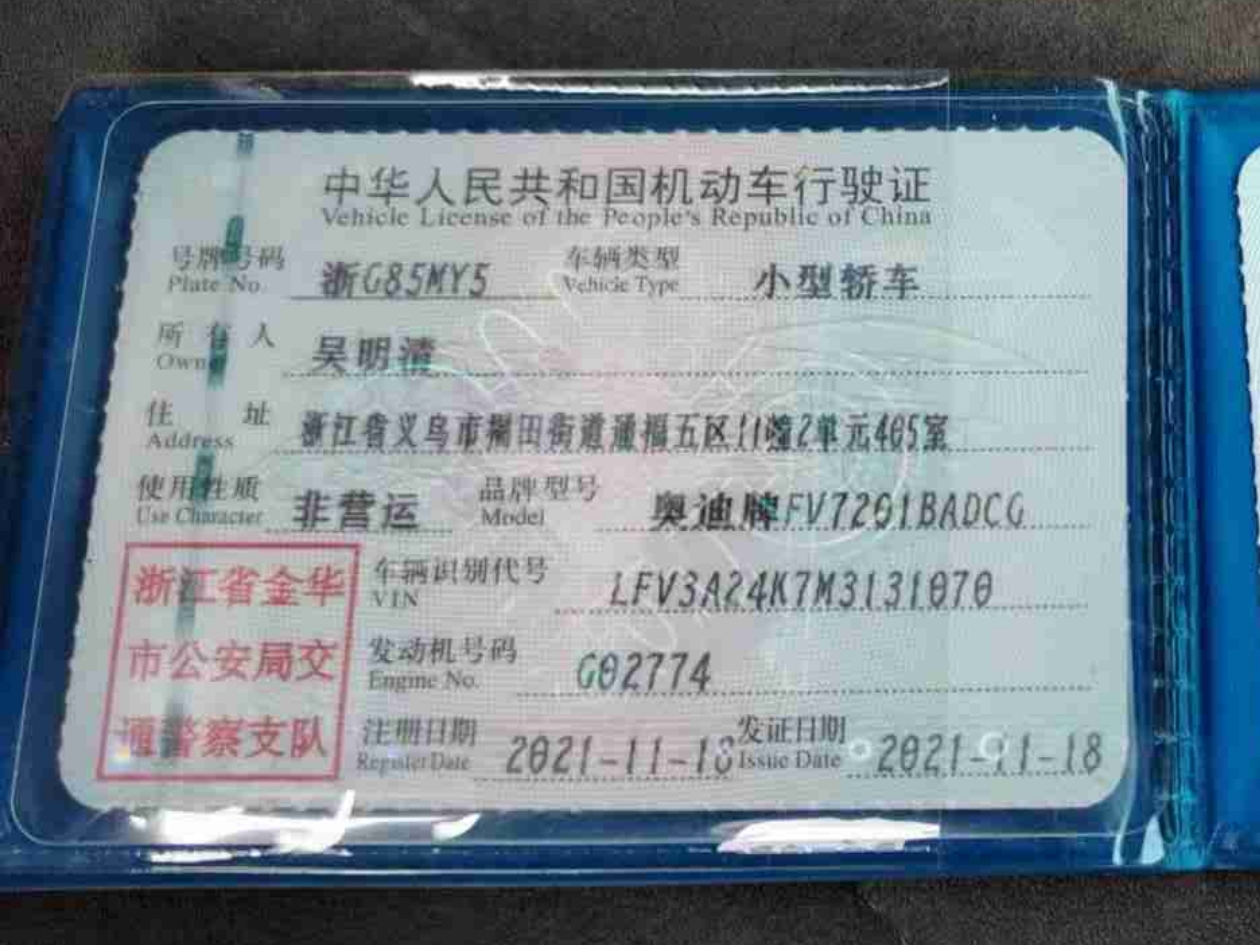 中华人民共和国机动车行驶证
Vehicle License of the People's Republic of China
号牌号码 浙G85MY5 车辆类型 小型轿车
Plate No. Vehicle Type
所有人 吴明清
Owner
住址 浙江省义乌市稠田街道通福五区11幢2单元405室
Address
使用性质 非营运 品牌型号 奥迪牌FV7201BADCG
Use Character Model
浙江省金华
市公安局交
通警察支队
车辆识别代号 LFV3A24K7M3131070
VIN
发动机号码 G02774
Engine No.
注册日期 2021-11-18 发证日期 2021-11-18
Register Date Issue Date